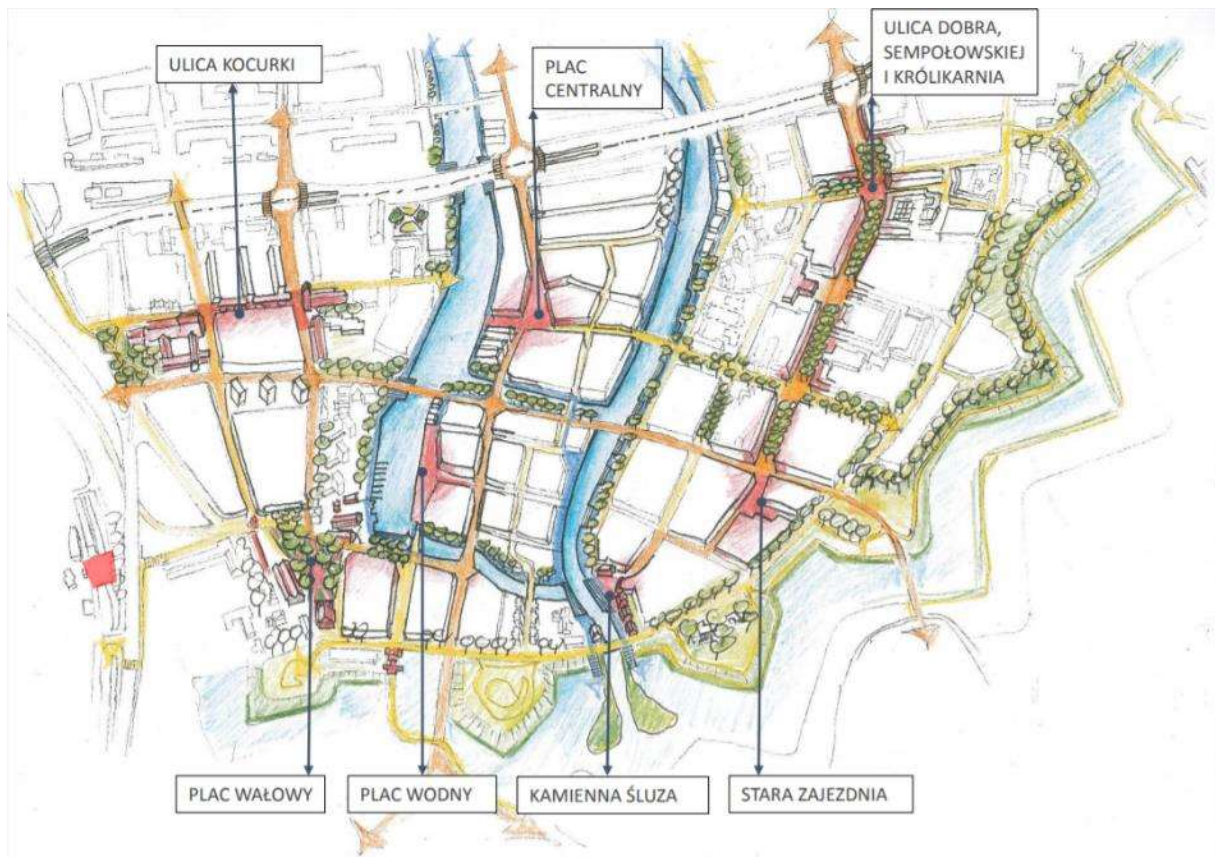 ULICA KOCURKI
PLAC
CENTRALNY
ULICA DOBRA,
SEMPOŁOWSKIEJ
I KRÓLIKARNIA
PLAC WAŁOWY
PLAC WODNY
KAMIENNA ŚLUZA
STARA ZAJEZDNIA